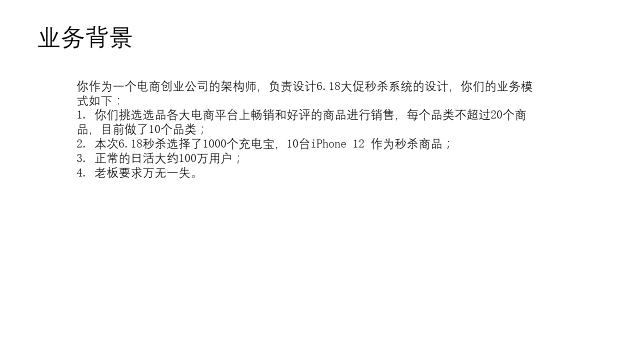 业务背景
你作为一个电商创业公司的架构师，负责设计6.18大促秒杀系统的设计，你们的业务模
式如下：
1. 你们挑选选品各大电商平台上畅销和好评的商品进行销售，每个品类不超过20个商
品，目前做了10个品类；
2. 本次6.18秒杀选择了1000个充电宝，10台iPhone 12 作为秒杀商品；
3. 正常的日活大约100万用户；
4. 老板要求万无一失。